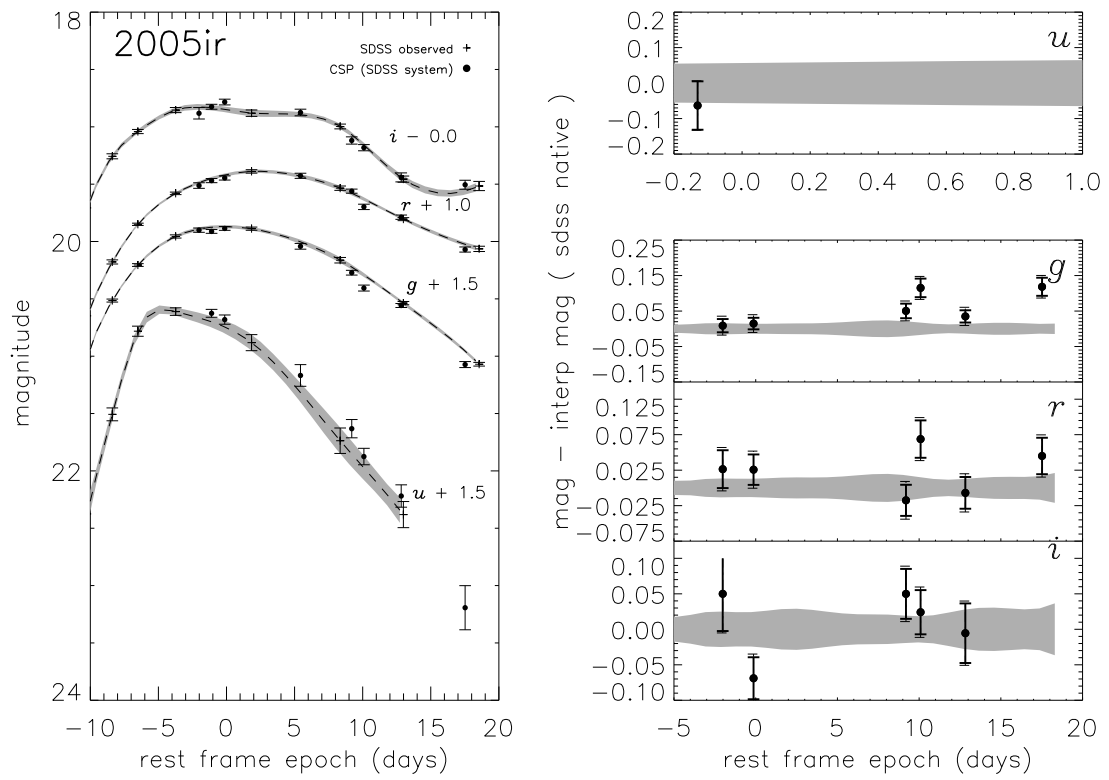 2005ir
SDSS observed +
CSP (SDSS system) ●
18
20
22
24
magnitude
i − 0.0
r + 1.0
g + 1.5
u + 1.5
−10 −5 0 5 10 15 20
rest frame epoch (days)
mag − interp mag ( sdss native )
u
0.2
0.1
0.0
−0.1
−0.2
−0.2 0.0 0.2 0.4 0.6 0.8 1.0
g
0.25
0.15
0.05
−0.05
−0.15
r
0.125
0.075
0.025
−0.025
−0.075
i
0.10
0.05
0.00
−0.05
−0.10
−5 0 5 10 15 20
rest frame epoch (days)